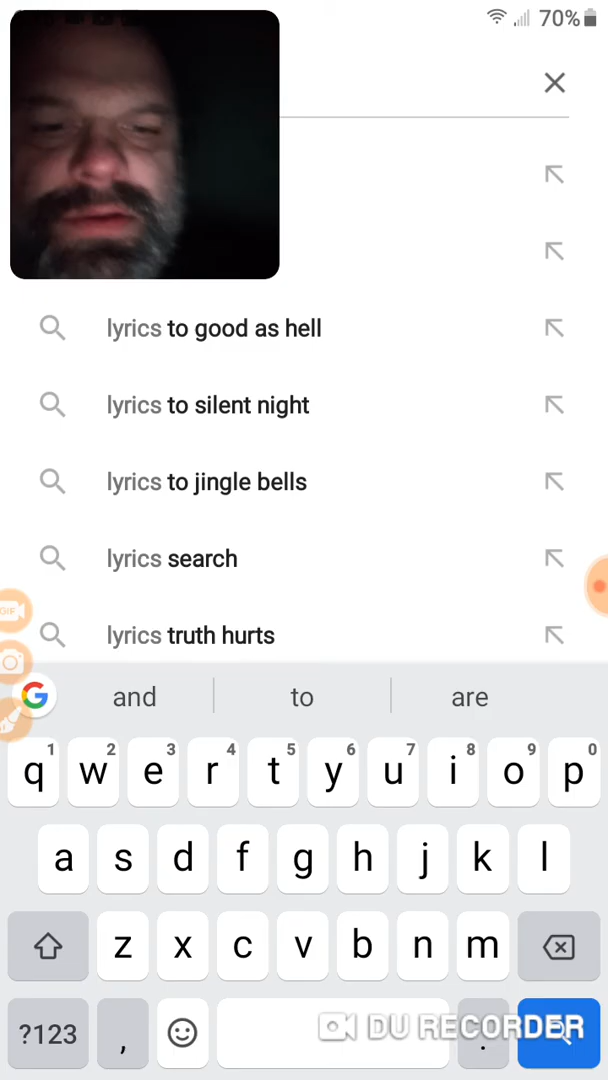 70%
lyrics to good as hell
lyrics to silent night
lyrics to jingle bells
lyrics search
lyrics truth hurts
GIF
G and to are
1 2 3 4 5 6 7 8 9 0
q w e r t y u i o p
a s d f g h j k l
z x c v b n m
?123 , .
DU RECORDER